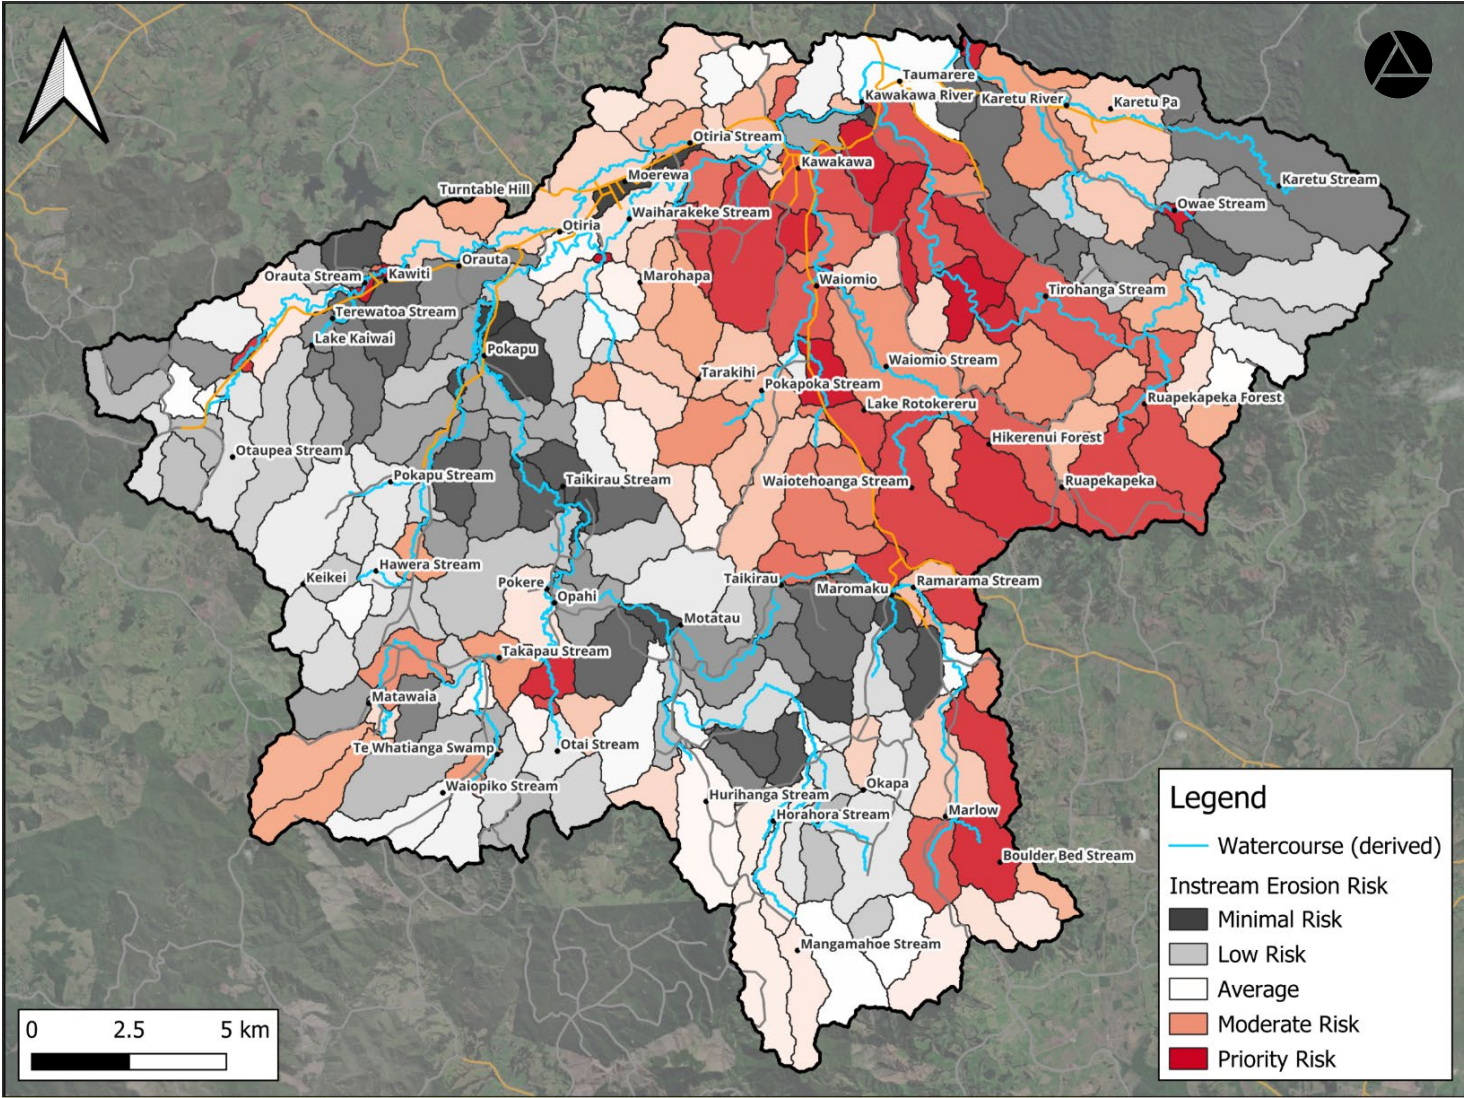 Taumarere
Kawakawa River
Karetu River
Karetu Pa
Otiria Stream
Kawakawa
Moerewa
Karetu Stream
Turntable Hill
Owae Stream
Waiharakeke Stream
Otiria
Orauta
Orauta Stream
Kawiti
Marohapa
Waiomio
Tirohanga Stream
Terewatoa Stream
Lake Kaiwai
Pokapu
Waiomio Stream
Tarakihi
Pokapoka Stream
Ruapekapeka Forest
Lake Rotokereru
Hikerenui Forest
Otaupea Stream
Pokapu Stream
Taikirau Stream
Waiotehoanga Stream
Ruapekapeka
Hawera Stream
Keikei
Pokere
Taikirau
Ramarama Stream
Maromaku
Opahi
Motatau
Takapau Stream
Matawaia
Te Whatianga Swamp
Otai Stream
Waiopiko Stream
Okapa
Hurihanga Stream
Horahora Stream
Marlow
Boulder Bed Stream
Mangamahoe Stream
Legend
Watercourse (derived)
Instream Erosion Risk
Minimal Risk
Low Risk
Average
Moderate Risk
Priority Risk
0 2.5 5 km